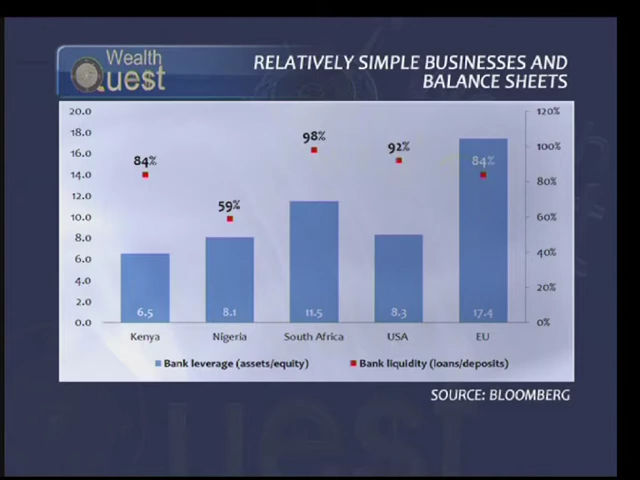 Wealth
Quest
RELATIVELY SIMPLE BUSINESSES AND
BALANCE SHEETS
20.0
18.0
16.0
14.0
12.0
10.0
8.0
6.0
4.0
2.0
0.0
120%
100%
80%
60%
40%
20%
0%
84%
59%
98%
92%
84%
6.5
8.1
11.5
8.3
17.4
Kenya
Nigeria
South Africa
USA
EU
Bank leverage (assets/equity)
Bank liquidity (loans/deposits)
SOURCE: BLOOMBERG
uest